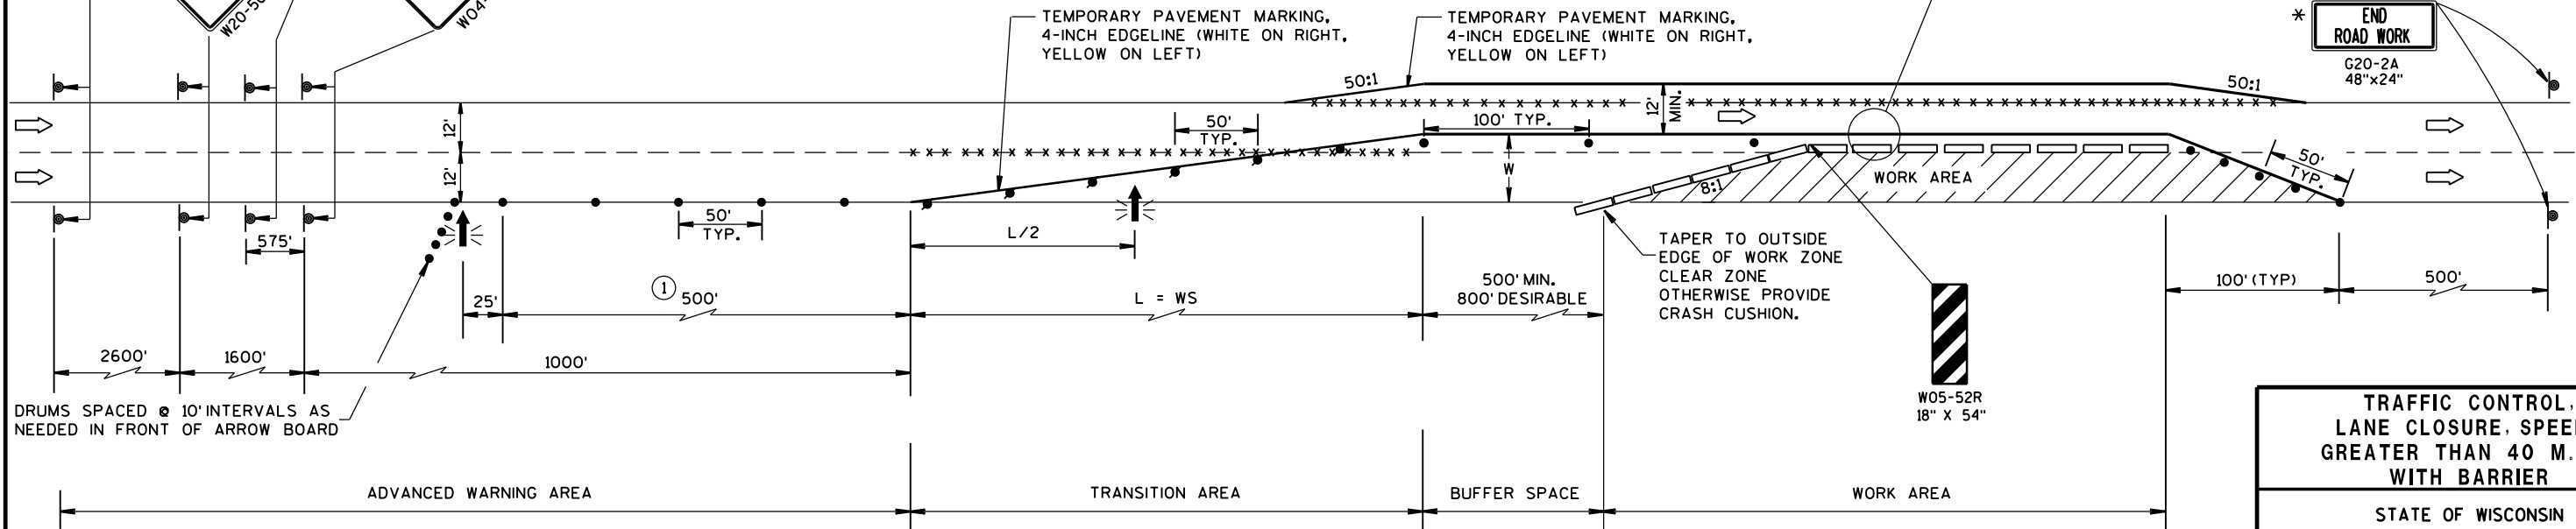 W20-50
W04-
TEMPORARY PAVEMENT MARKING,
4-INCH EDGELINE (WHITE ON RIGHT,
YELLOW ON LEFT)
TEMPORARY PAVEMENT MARKING,
4-INCH EDGELINE (WHITE ON RIGHT,
YELLOW ON LEFT)
*
END
ROAD WORK
G20-2A
48"x24"
50:1
50:1
12'
12'
50'
TYP.
100' TYP.
12'
MIN.
W
8:1
WORK AREA
50'
TYP.
575'
50'
TYP.
L/2
TAPER TO OUTSIDE
EDGE OF WORK ZONE
CLEAR ZONE
OTHERWISE PROVIDE
CRASH CUSHION.
25'
1
500'
L = WS
500' MIN.
800' DESIRABLE
100' (TYP)
500'
2600'
1600'
1000'
W05-52R
18" X 54"
DRUMS SPACED @ 10' INTERVALS AS
NEEDED IN FRONT OF ARROW BOARD
ADVANCED WARNING AREA
TRANSITION AREA
BUFFER SPACE
WORK AREA
TRAFFIC CONTROL,
LANE CLOSURE, SPEE
GREATER THAN 40 M.
WITH BARRIER
STATE OF WISCONSIN